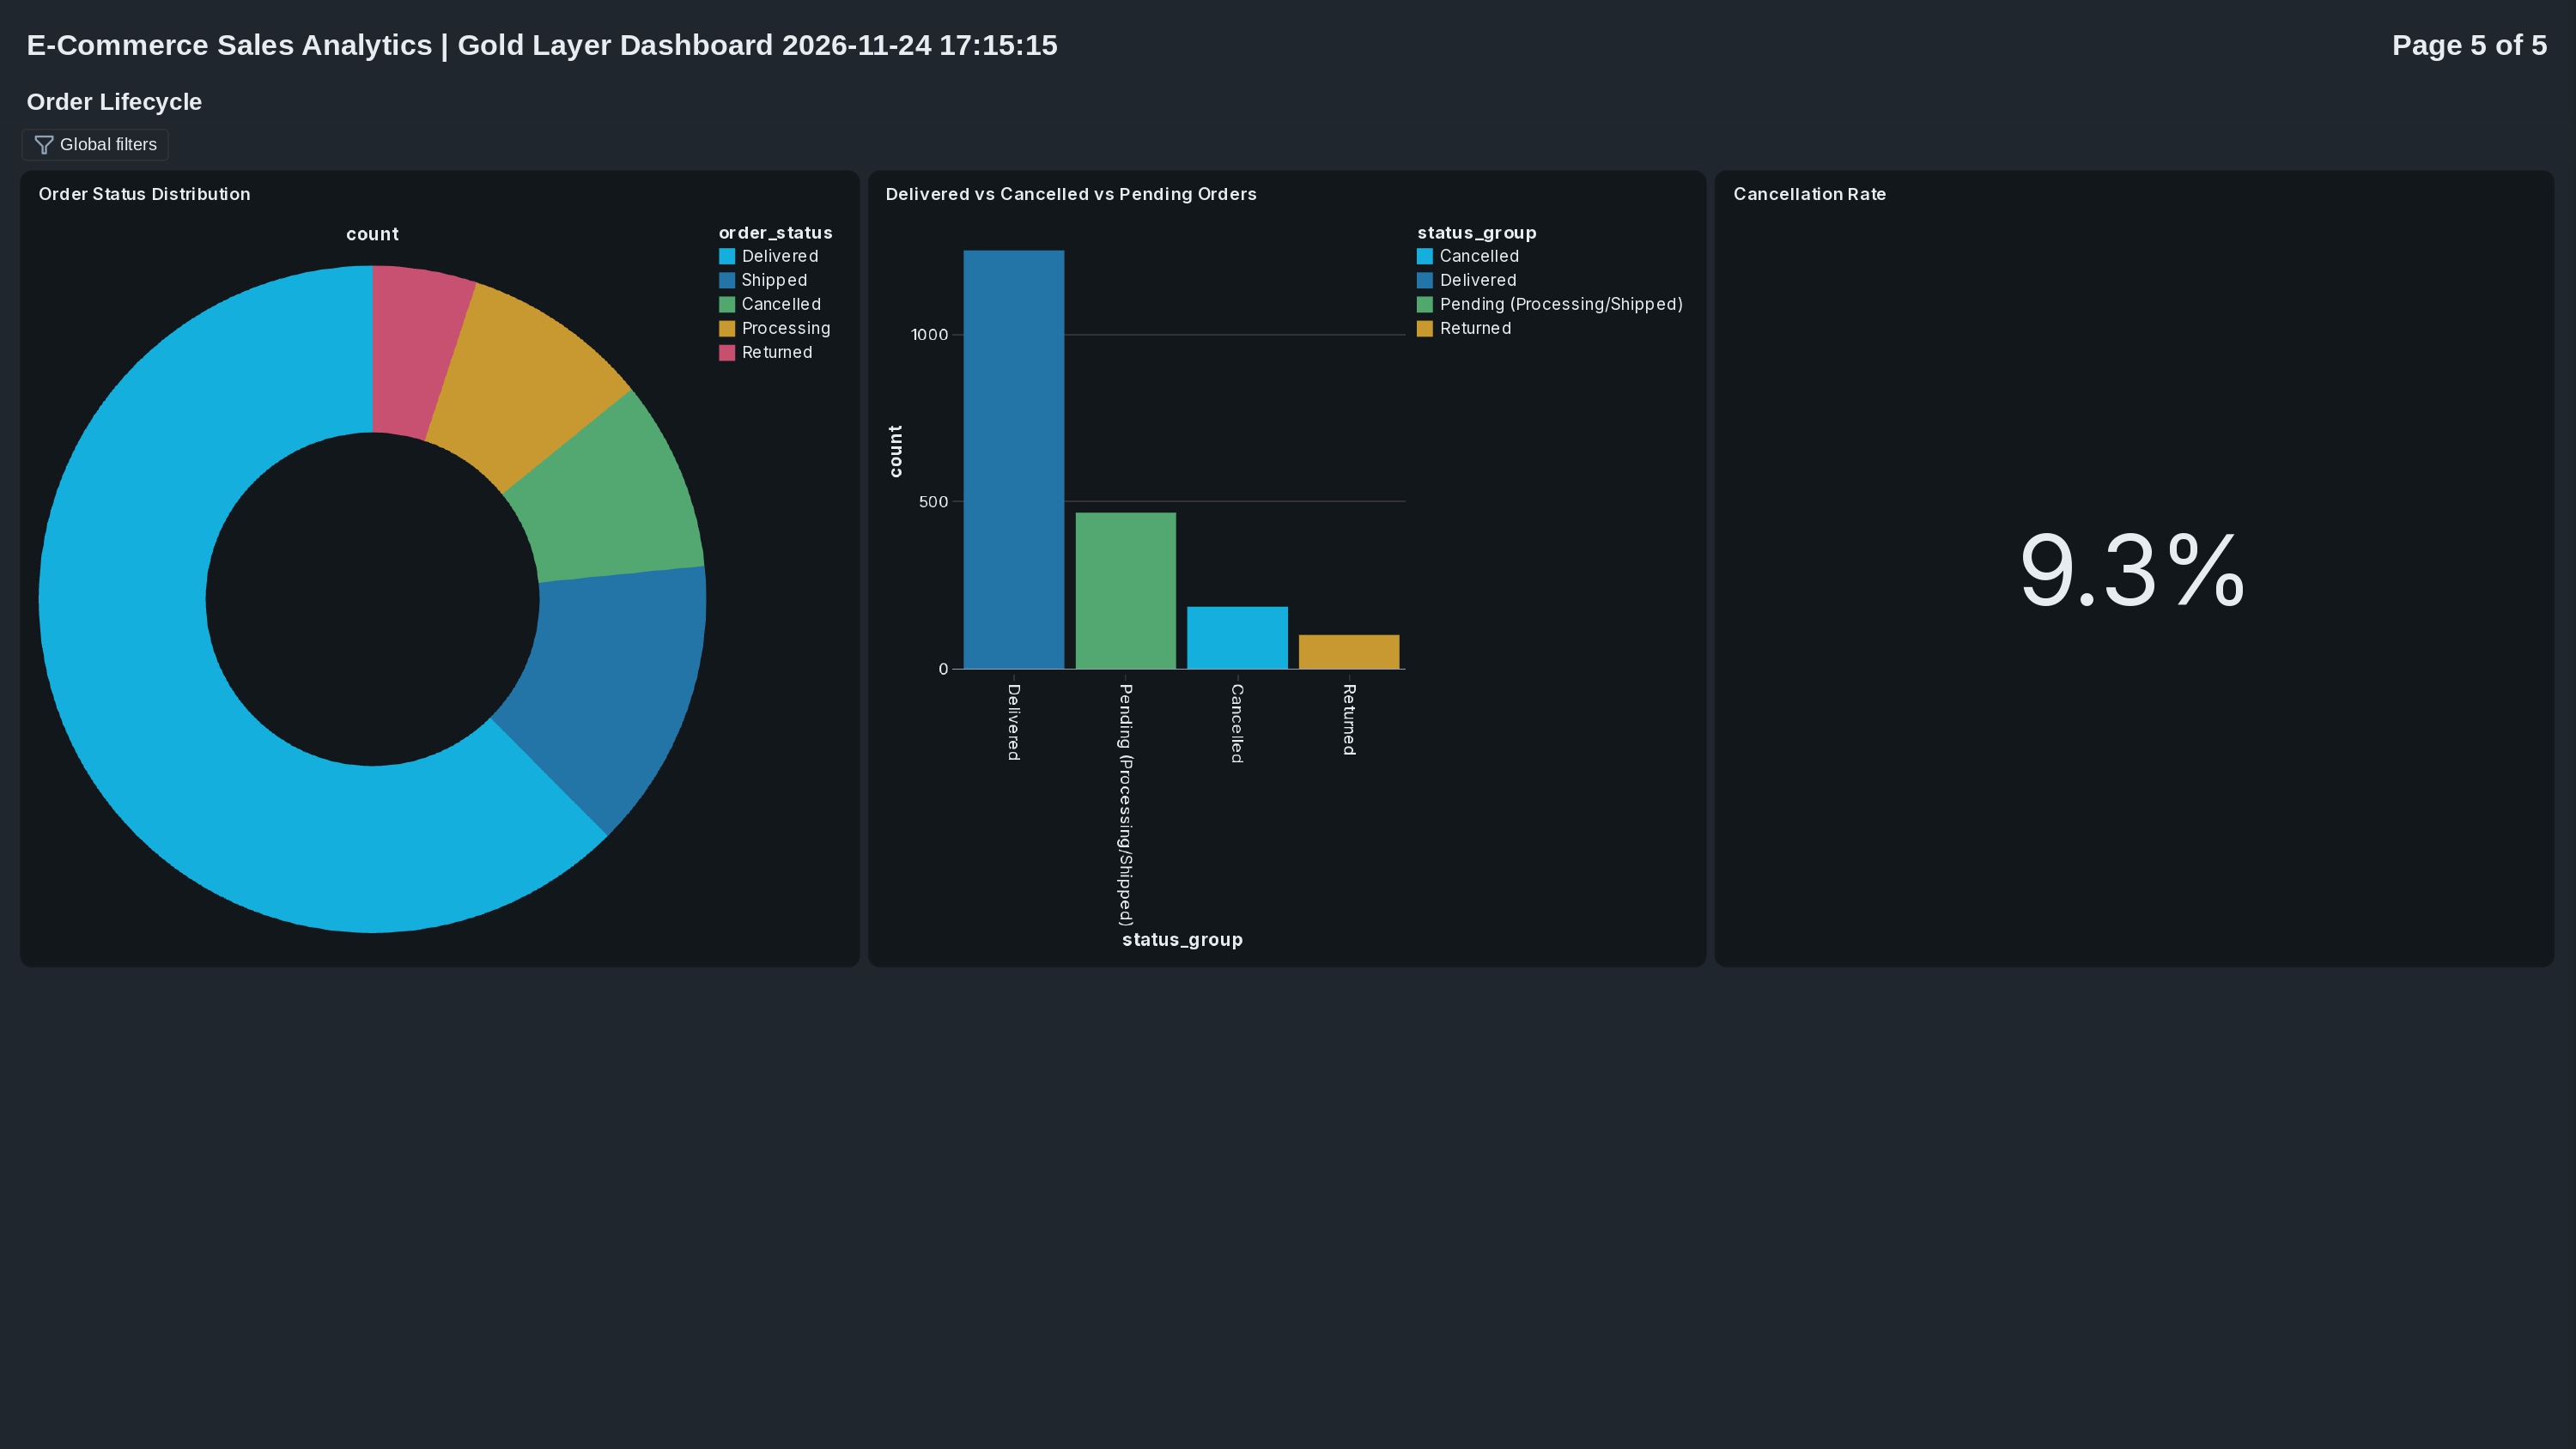 E-Commerce Sales Analytics | Gold Layer Dashboard 2026-11-24 17:15:15
Page 5 of 5
Order Lifecycle
Global filters
Order Status Distribution
count
order_status
Delivered
Shipped
Cancelled
Processing
Returned
Delivered vs Cancelled vs Pending Orders
status_group
Cancelled
Delivered
Pending (Processing/Shipped)
Returned
count
1000
500
0
Delivered
Pending (Processing/Shipped)
Cancelled
Returned
status_group
Cancellation Rate
9.3%